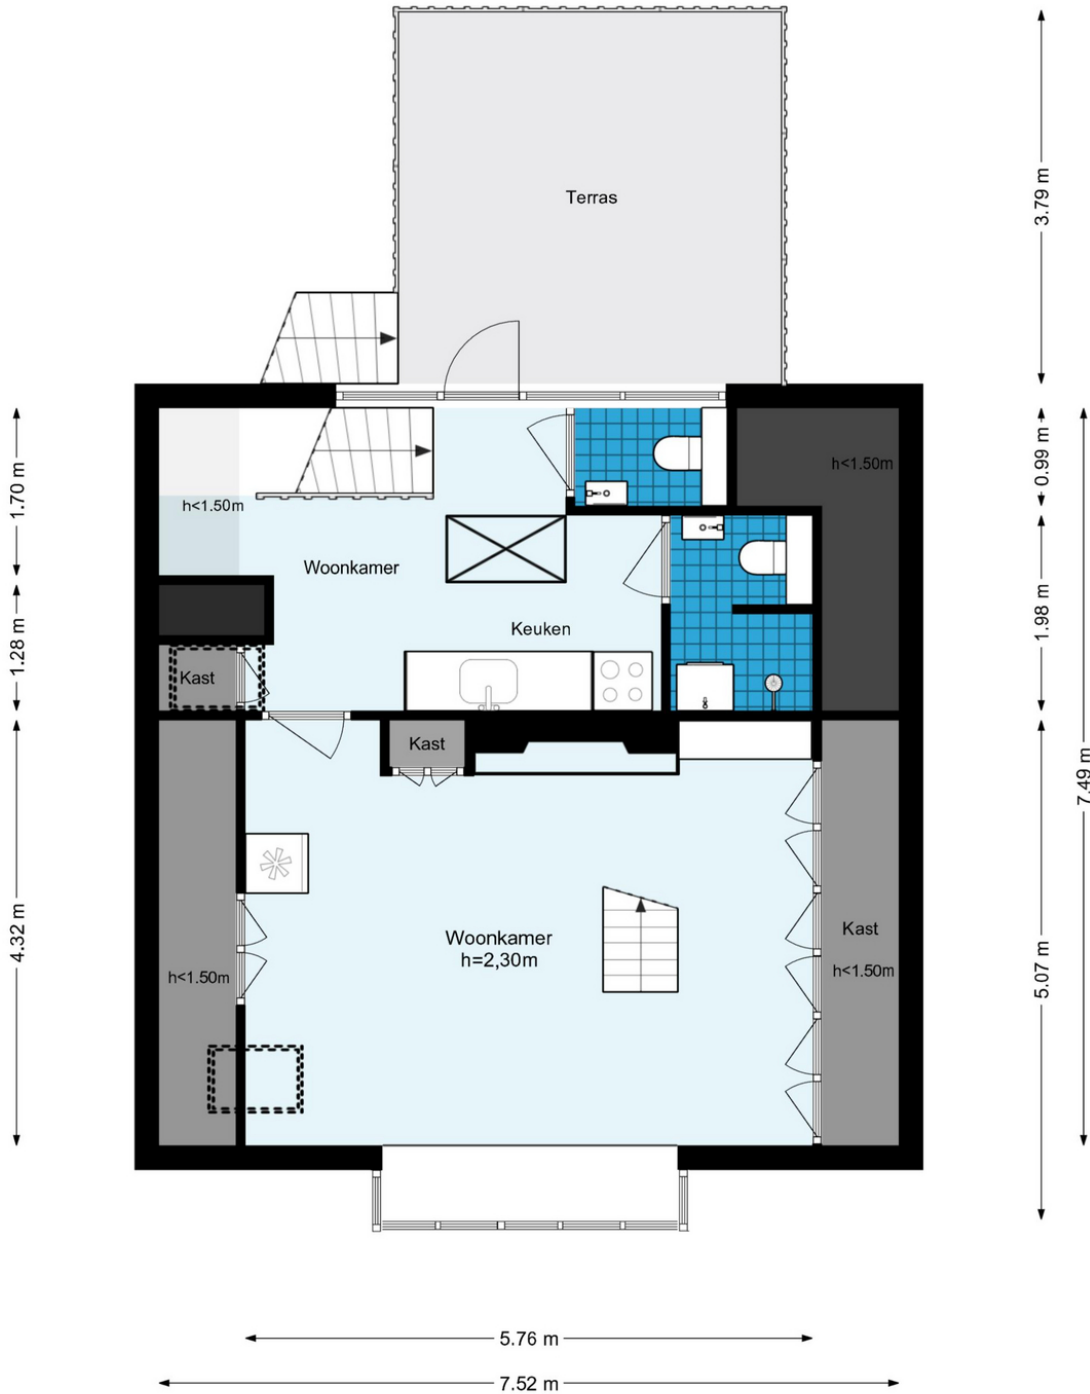 3.79 m
Terras
h<1.50m
0.99 m
1.70 m
h<1.50m
Woonkamer
Keuken
1.98 m
1.28 m
Kast
Kast
7.49 m
4.32 m
Woonkamer
h=2,30m
Kast
h<1.50m
h<1.50m
5.07 m
5.76 m
7.52 m